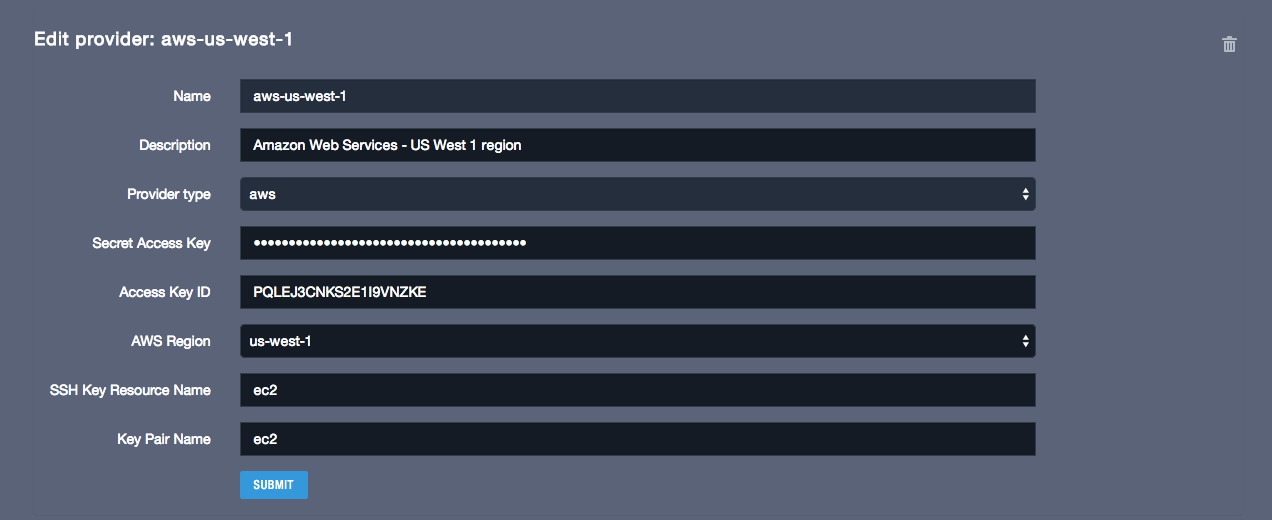 Edit provider: aws-us-west-1
Name aws-us-west-1
Description Amazon Web Services - US West 1 region
Provider type aws
Secret Access Key •••••••••••••••••••••••••••••••••••••••
Access Key ID PQLEJ3CNKS2E1I9VNZKE
AWS Region us-west-1
SSH Key Resource Name ec2
Key Pair Name ec2
SUBMIT